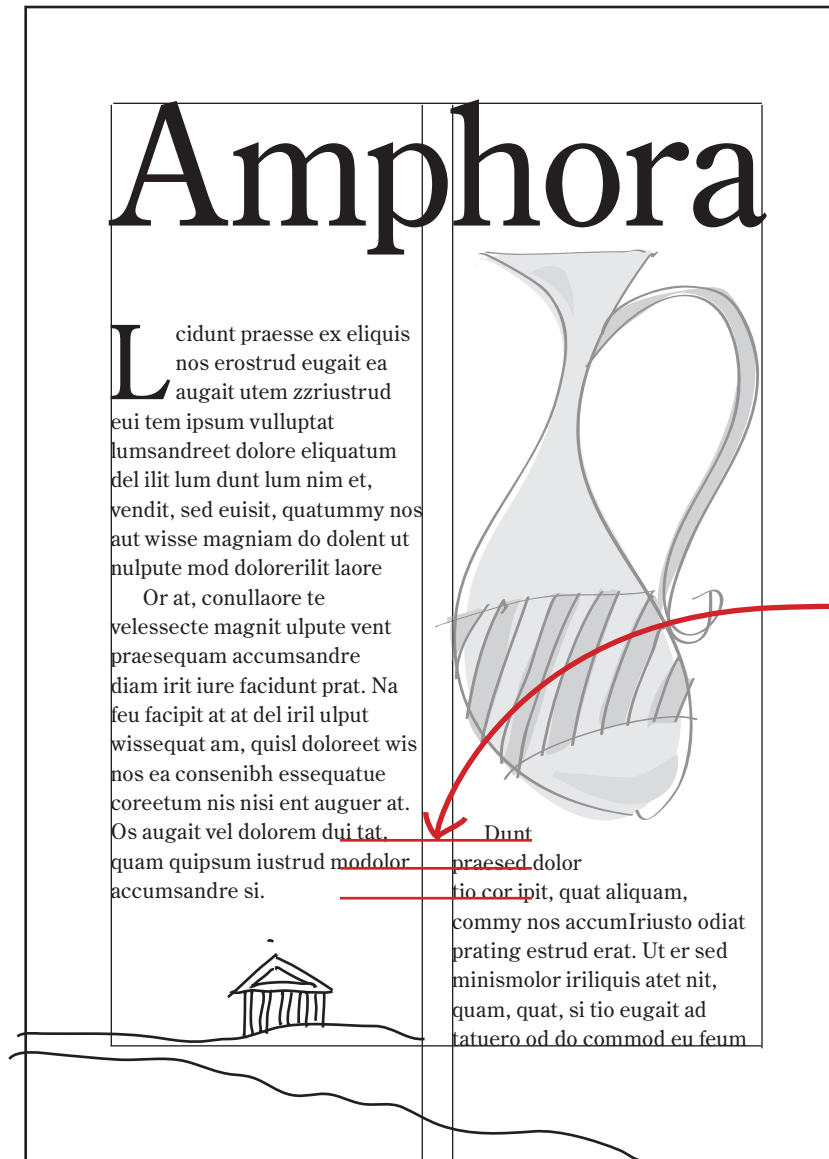 Amphora
L cidunt praesse ex eliquis
nos erostrud eugait ea
augait utem zzriustrud
eui tem ipsum vulluptat
lumsandreet dolore eliquatum
del ilit lum dunt lum nim et,
vendit, sed euisit, quatummy nos
aut wisse magniam do dolent ut
nulpute mod dolorerilit laore
Or at, conullaore te
velessecte magnit ulpute vent
praesequam accumsandre
diam irit iure facidunt prat. Na
feu facipit at at del iril ulput
wissequat am, quisl doloreet wis
nos ea consenibh essequatue
coreetum nis nisi ent auguer at.
Os augait vel dolorem dui tat,
quam quipsum iustrud modolor
accumsandre si.
Dunt
praesed dolor
tio cor ipit, quat aliquam,
commy nos accumIriusto odiat
prating estrud erat. Ut er sed
minismolor iriliquis atet nit,
quam, quat, si tio eugait ad
tatuero od do commod eu feum